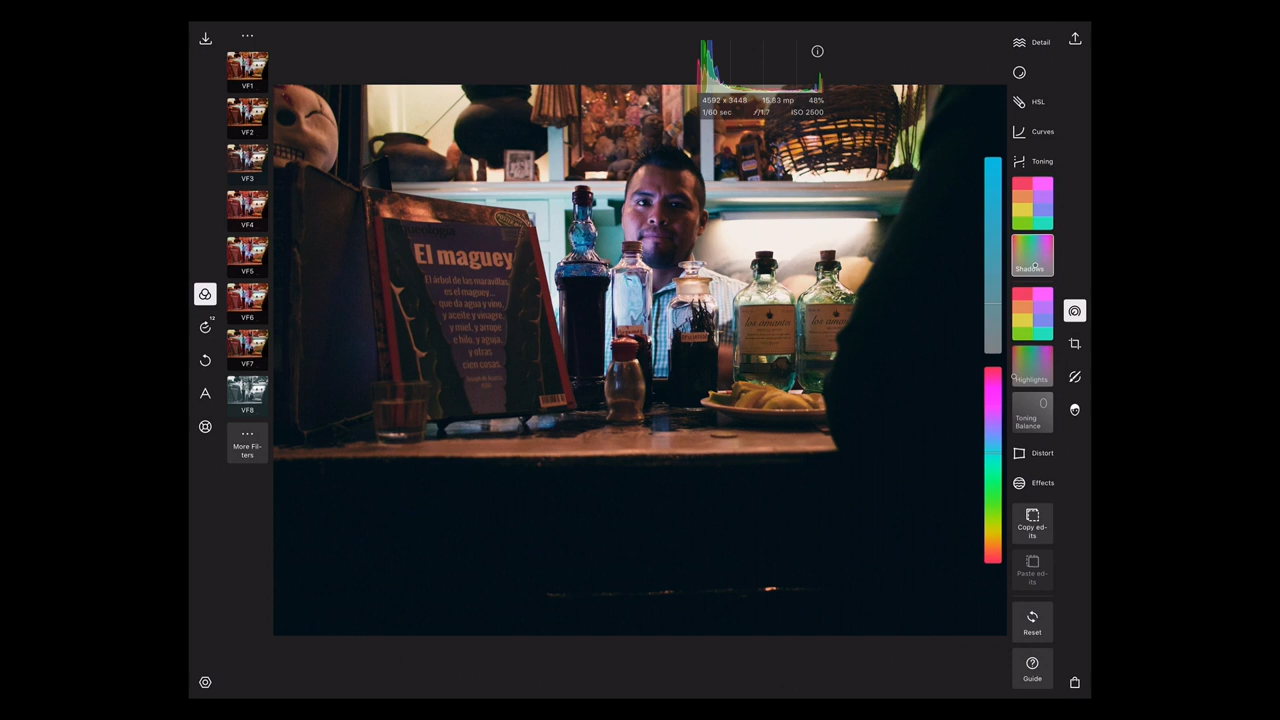 VF1
VF2
VF3
VF4
VF5
VF6
VF7
VF8
More Fil-
ters
4592 x 3448 15.83 mp 48%
1/60 sec ƒ/1.7 ISO 2500
El maguey
El árbol de las maravillas
es el maguey...
que da agua y vino,
y aceite y vinagre,
y miel, y arrope
e hilo, y aguja,
y otras
cien cosas.
los amantes
los aman
Detail
HSL
Curves
Toning
Shadows
Highlights
0
Toning
Balance
Distort
Effects
Copy ed-
its
Paste ed-
its
Reset
Guide